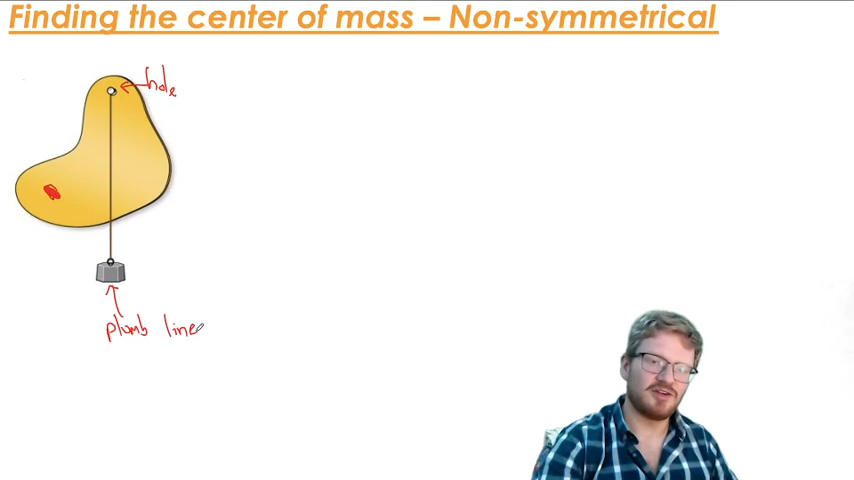 Finding the center of mass – Non-symmetrical
hole
plumb line